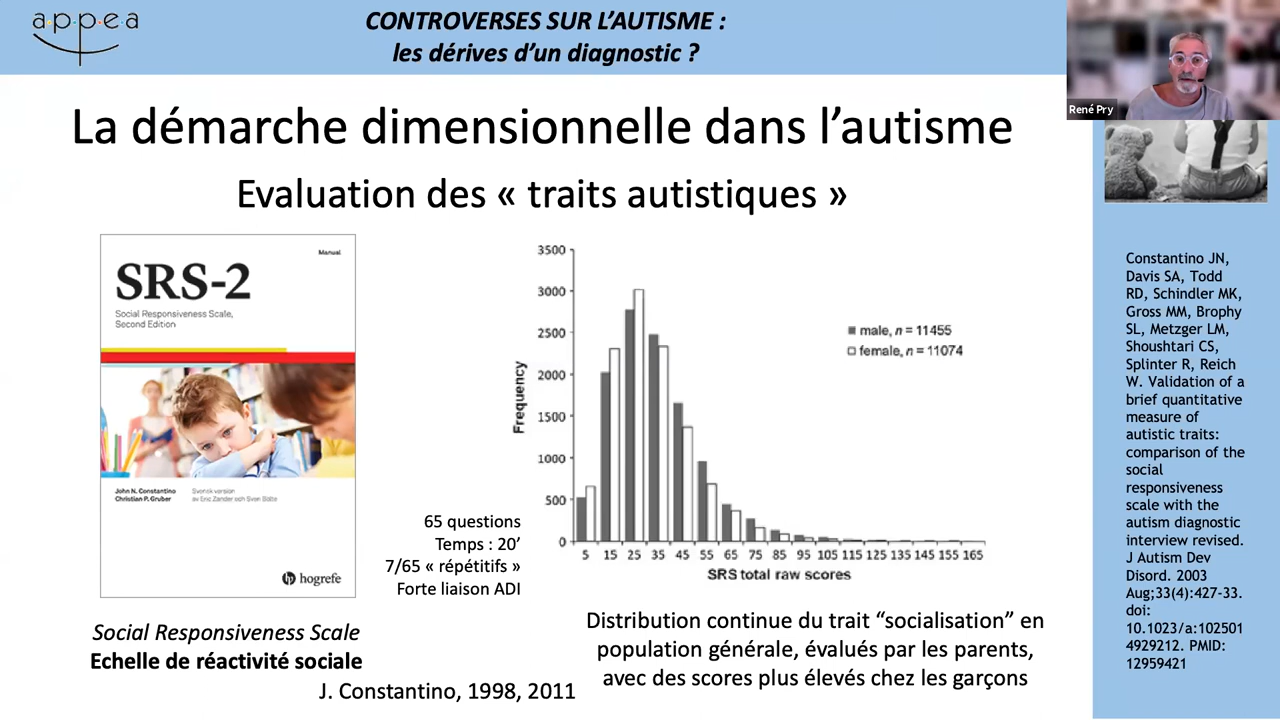 appea
CONTROVERSES SUR L'AUTISME :
les dérives d'un diagnostic ?
René Pry
La démarche dimensionnelle dans l'autisme
Evaluation des « traits autistiques »
Manual
SRS-2
Social Responsiveness Scale,
Second Edition
John N. Constantino
Christian P. Gruber
Svensk version
av Eric Zander och Sven Bölte
hogrefe
65 questions
Temps : 20’
7/65 « répétitifs »
Forte liaison ADI
Social Responsiveness Scale
Echelle de réactivité sociale
J. Constantino, 1998, 2011
3500
3000
2500
2000
1500
1000
500
0
Frequency
male, n = 11455
female, n = 11074
5 15 25 35 45 55 65 75 85 95 105 115 125 135 145 155 165
SRS total raw scores
Distribution continue du trait “socialisation” en
population générale, évalués par les parents,
avec des scores plus élevés chez les garçons
Constantino JN,
Davis SA, Todd
RD, Schindler MK,
Gross MM, Brophy
SL, Metzger LM,
Shoushtari CS,
Splinter R, Reich
W. Validation of a
brief quantitative
measure of
autistic traits:
comparison of the
social
responsiveness
scale with the
autism diagnostic
interview revised.
J Autism Dev
Disord. 2003
Aug;33(4):427-33.
doi:
10.1023/a:102501
4929212. PMID:
12959421